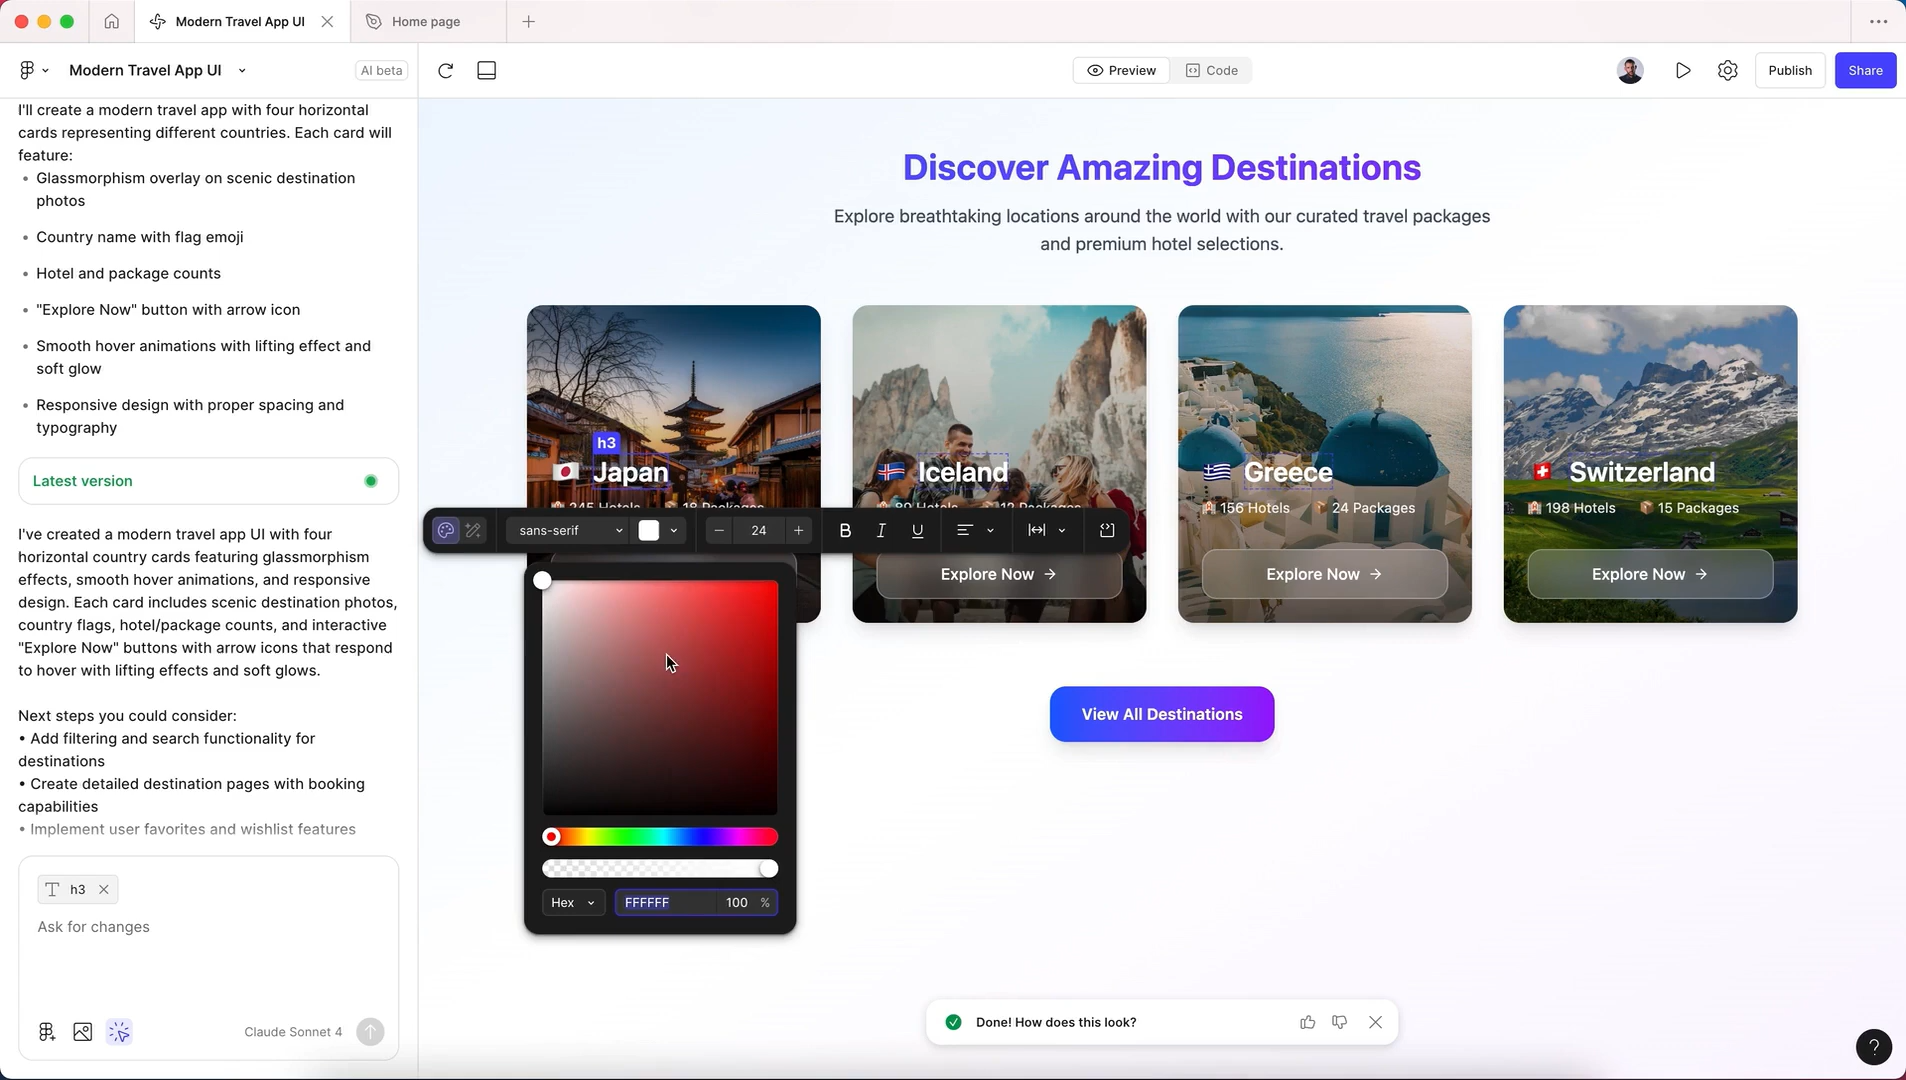 Modern Travel App UI
Home page
Modern Travel App UI
AI beta
Preview
Code
Publish
Share
I'll create a modern travel app with four horizontal
cards representing different countries. Each card will
feature:
• Glassmorphism overlay on scenic destination
photos
• Country name with flag emoji
• Hotel and package counts
• "Explore Now" button with arrow icon
• Smooth hover animations with lifting effect and
soft glow
• Responsive design with proper spacing and
typography
Latest version
I've created a modern travel app UI with four
horizontal country cards featuring glassmorphism
effects, smooth hover animations, and responsive
design. Each card includes scenic destination photos,
country flags, hotel/package counts, and interactive
"Explore Now" buttons with arrow icons that respond
to hover with lifting effects and soft glows.
Next steps you could consider:
• Add filtering and search functionality for
destinations
• Create detailed destination pages with booking
capabilities
• Implement user favorites and wishlist features
h3
Ask for changes
Claude Sonnet 4
Discover Amazing Destinations
Explore breathtaking locations around the world with our curated travel packages
and premium hotel selections.
h3
Japan
245 Hotels 18 Packages
Iceland
89 Hotels 12 Packages
Explore Now →
Greece
156 Hotels 24 Packages
Explore Now →
Switzerland
198 Hotels 15 Packages
Explore Now →
sans-serif
24
B I U
Hex
FFFFFF
100 %
View All Destinations
Done! How does this look?
?